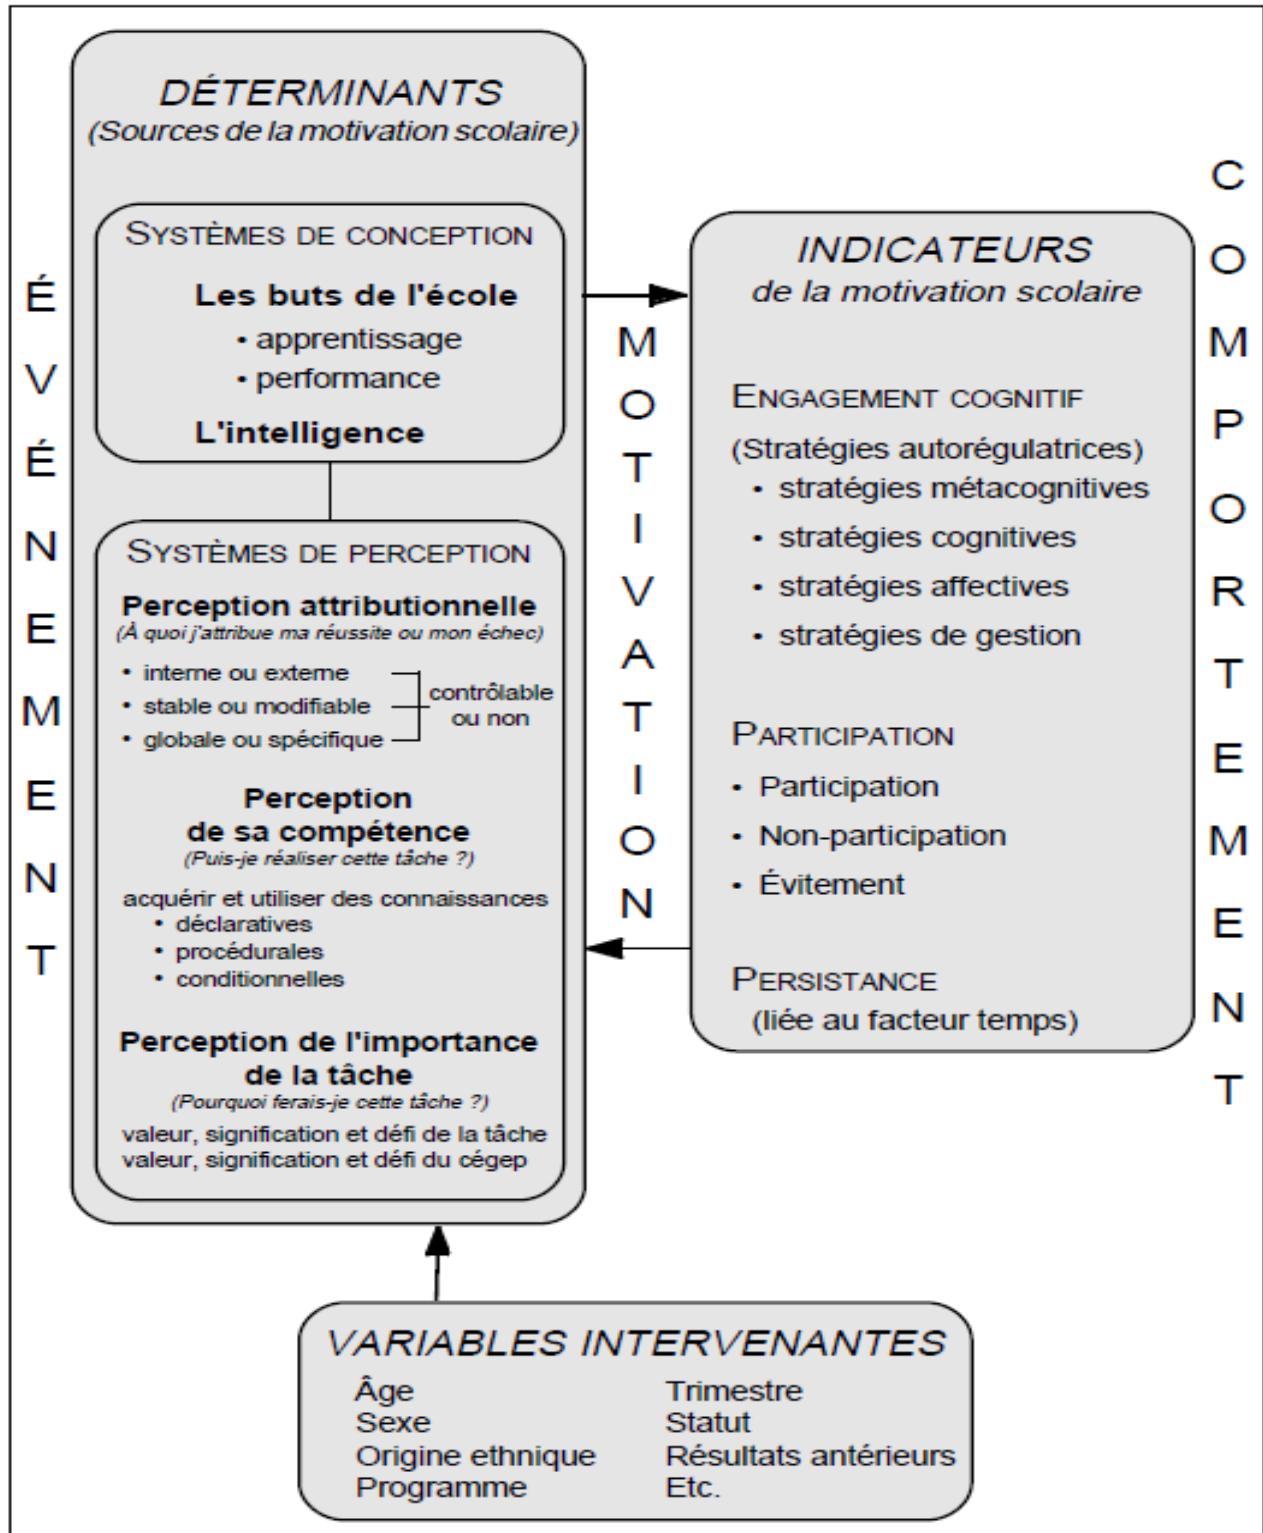 DÉTERMINANTS
(Sources de la motivation scolaire)
SYSTÈMES DE CONCEPTION
Les buts de l'école
• apprentissage
• performance
L'intelligence
SYSTÈMES DE PERCEPTION
Perception attributionnelle
(À quoi j'attribue ma réussite ou mon échec)
• interne ou externe
• stable ou modifiable
• globale ou spécifique
contrôlable
ou non
Perception
de sa compétence
(Puis-je réaliser cette tâche ?)
acquérir et utiliser des connaissances
• déclaratives
• procédurales
• conditionnelles
Perception de l'importance
de la tâche
(Pourquoi ferais-je cette tâche ?)
valeur, signification et défi de la tâche
valeur, signification et défi du cégep
ÉVÉNEMENT
MOTIVATION
INDICATEURS
de la motivation scolaire
ENGAGEMENT COGNITIF
(Stratégies autorégulatrices)
• stratégies métacognitives
• stratégies cognitives
• stratégies affectives
• stratégies de gestion
PARTICIPATION
• Participation
• Non-participation
• Évitement
PERSISTANCE
(liée au facteur temps)
COMPORTEMENT
VARIABLES INTERVENANTES
Âge Trimestre
Sexe Statut
Origine ethnique Résultats antérieurs
Programme Etc.